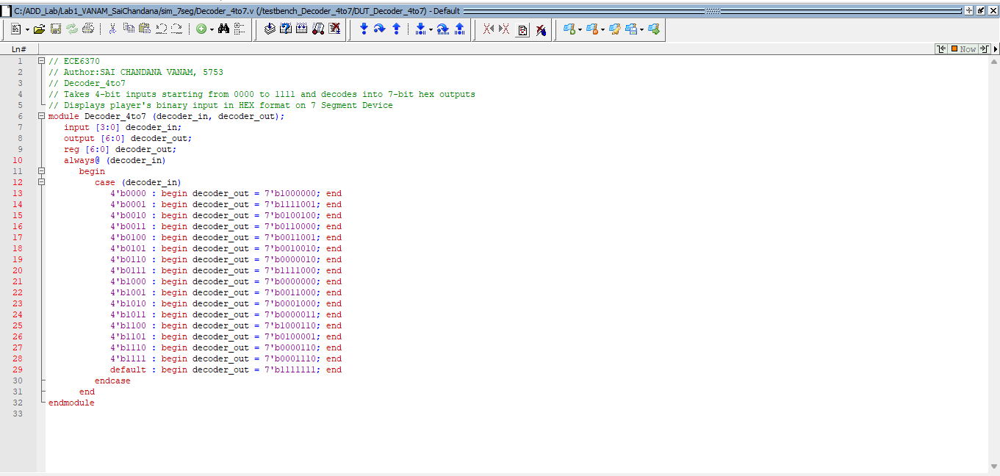 C:/ADD_Lab/Lab1_VANAM_SaiChandana/sim_7seg/Decoder_4to7.v (/testbench_Decoder_4to7/DUT_Decoder_4to7) - Default
Ln#
Now
1 // ECE6370
2 // Author:SAI CHANDANA VANAM, 5753
3 // Decoder_4to7
4 // Takes 4-bit inputs starting from 0000 to 1111 and decodes into 7-bit hex outputs
5 // Displays player's binary input in HEX format on 7 Segment Device
6 module Decoder_4to7 (decoder_in, decoder_out);
7 input [3:0] decoder_in;
8 output [6:0] decoder_out;
9 reg [6:0] decoder_out;
10 always@ (decoder_in)
11 begin
12 case (decoder_in)
13 4'b0000 : begin decoder_out = 7'b1000000; end
14 4'b0001 : begin decoder_out = 7'b1111001; end
15 4'b0010 : begin decoder_out = 7'b0100100; end
16 4'b0011 : begin decoder_out = 7'b0110000; end
17 4'b0100 : begin decoder_out = 7'b0011001; end
18 4'b0101 : begin decoder_out = 7'b0010010; end
19 4'b0110 : begin decoder_out = 7'b0000010; end
20 4'b0111 : begin decoder_out = 7'b1111000; end
21 4'b1000 : begin decoder_out = 7'b0000000; end
22 4'b1001 : begin decoder_out = 7'b0011000; end
23 4'b1010 : begin decoder_out = 7'b0001000; end
24 4'b1011 : begin decoder_out = 7'b0000011; end
25 4'b1100 : begin decoder_out = 7'b1000110; end
26 4'b1101 : begin decoder_out = 7'b0100001; end
27 4'b1110 : begin decoder_out = 7'b0000110; end
28 4'b1111 : begin decoder_out = 7'b0001110; end
29 default : begin decoder_out = 7'b1111111; end
30 endcase
31 end
32 endmodule
33